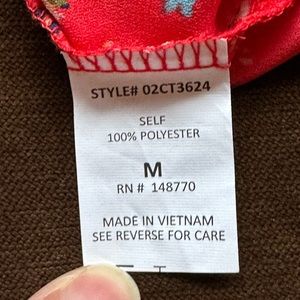 STYLE# 02CT3624
SELF
100% POLYESTER
M
RN # 148770
MADE IN VIETNAM
SEE REVERSE FOR CARE